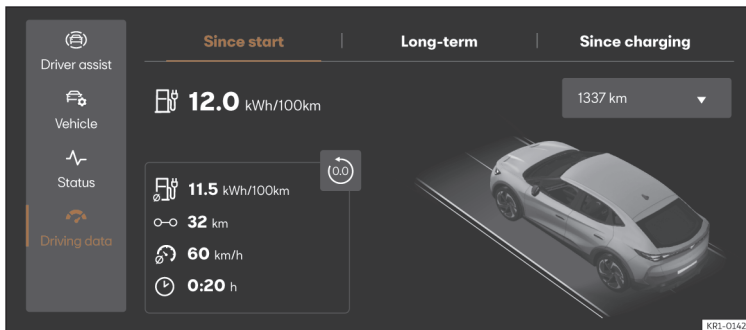 Since start
Long-term
Since charging
Driver assist
Vehicle
Status
Driving data
12.0 kWh/100km
1337 km
(0.0)
11.5 kWh/100km
32 km
60 km/h
0:20 h
KR1-0142